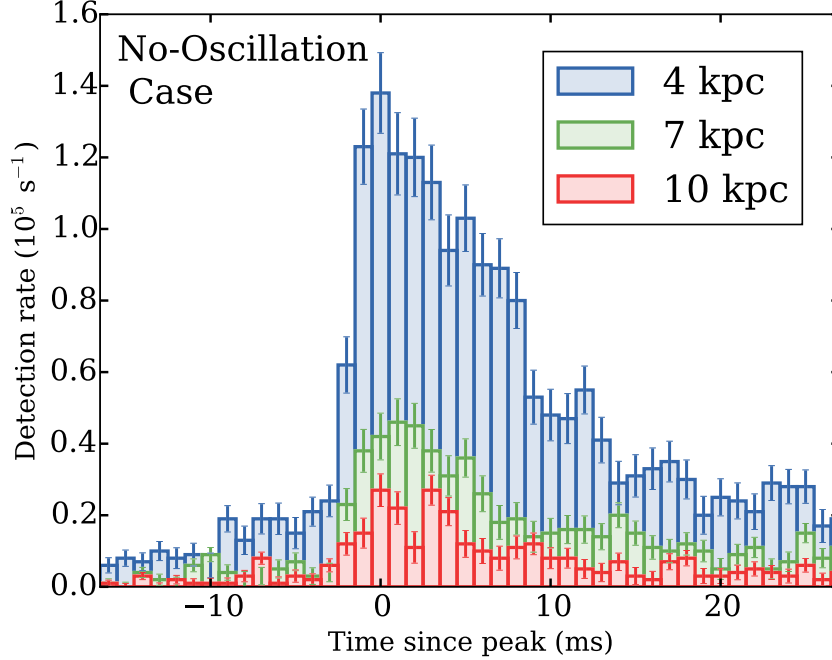 No-Oscillation
Case
4 kpc
7 kpc
10 kpc
Detection rate (10⁵ s⁻¹)
1.6
1.4
1.2
1.0
0.8
0.6
0.4
0.2
0.0
−10 0 10 20
Time since peak (ms)